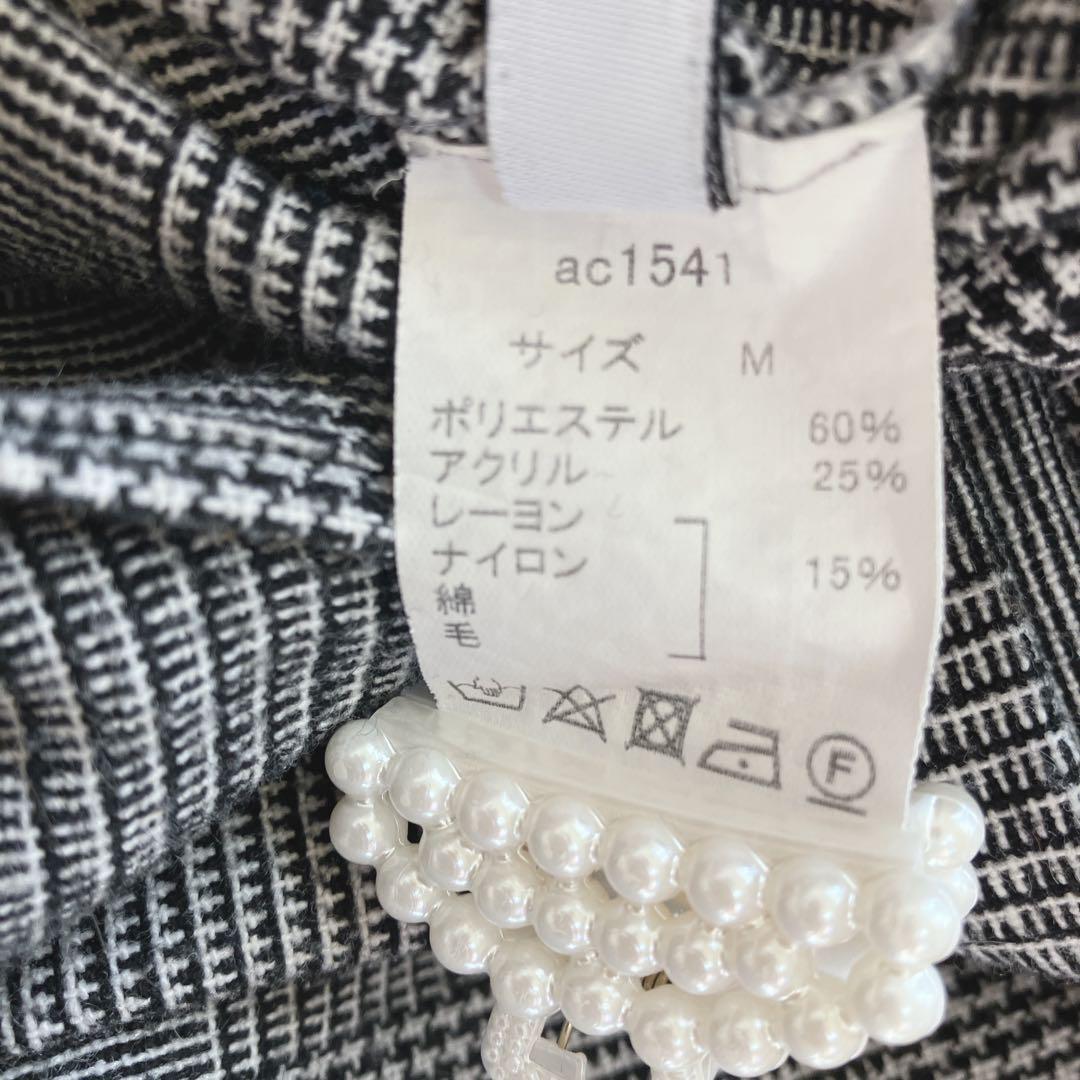 ac1541
サイズ M
ポリエステル 60%
アクリル 25%
レーヨン
ナイロン 15%
綿
毛
F